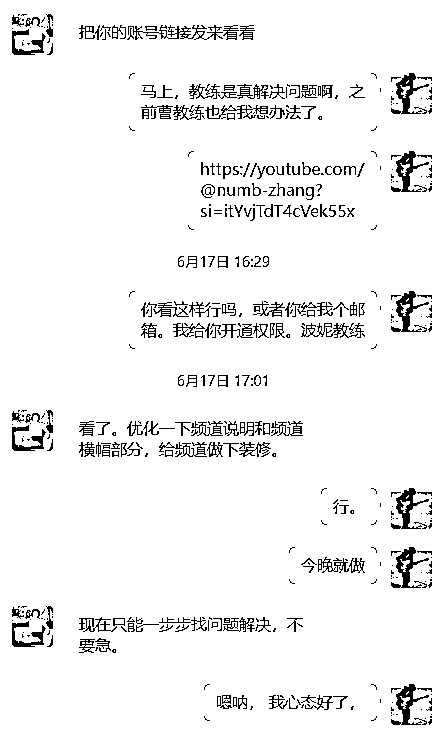 把你的账号链接发来看看
马上，教练是真解决问题啊，之
前曹教练也给我想办法了。
https://youtube.com/
@numb-zhang?
si=itYvjTdT4cVek55x
6月17日 16:29
你看这样行吗，或者你给我个邮
箱。我给你开通权限。波妮教练
6月17日 17:01
看了。优化一下频道说明和频道
横幅部分，给频道做下装修。
行。
今晚就做
现在只能一步步找问题解决，不
要急。
嗯呐， 我心态好了，